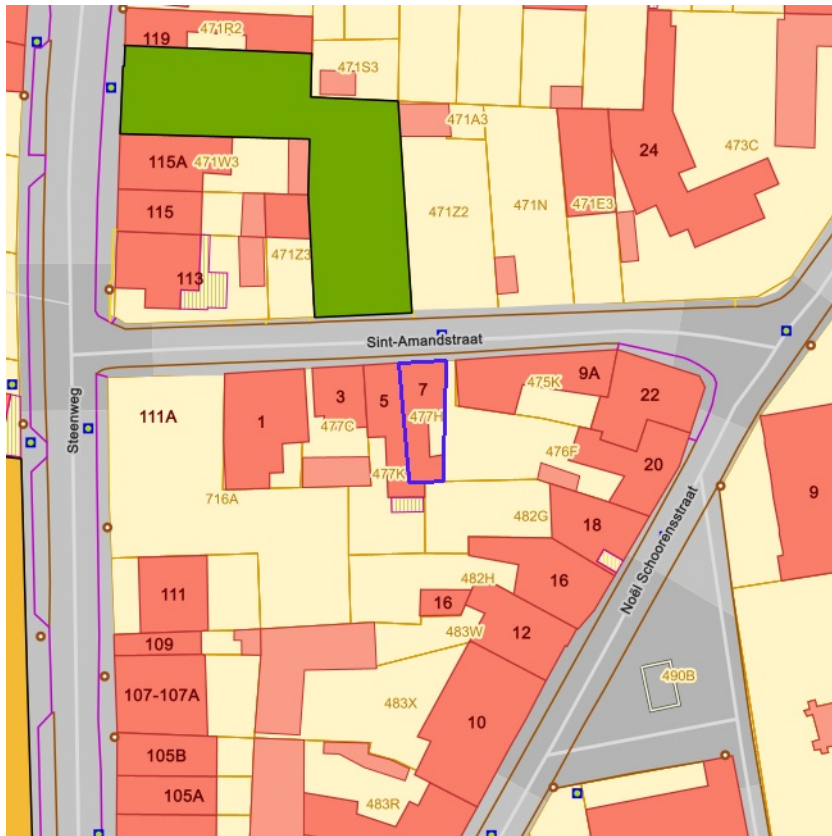 119
471R2
471S3
471A3
24
473C
115A
471W3
115
471Z2
471N
471E3
113
471Z3
Sint-Amandstraat
Steenweg
111A
1
3
5
7
477H
477C
477K
475K
9A
22
20
476F
716A
482G
18
9
Noël Schoorensstraat
111
482H
16
16
109
483W
12
107-107A
483X
10
490B
105B
105A
483R